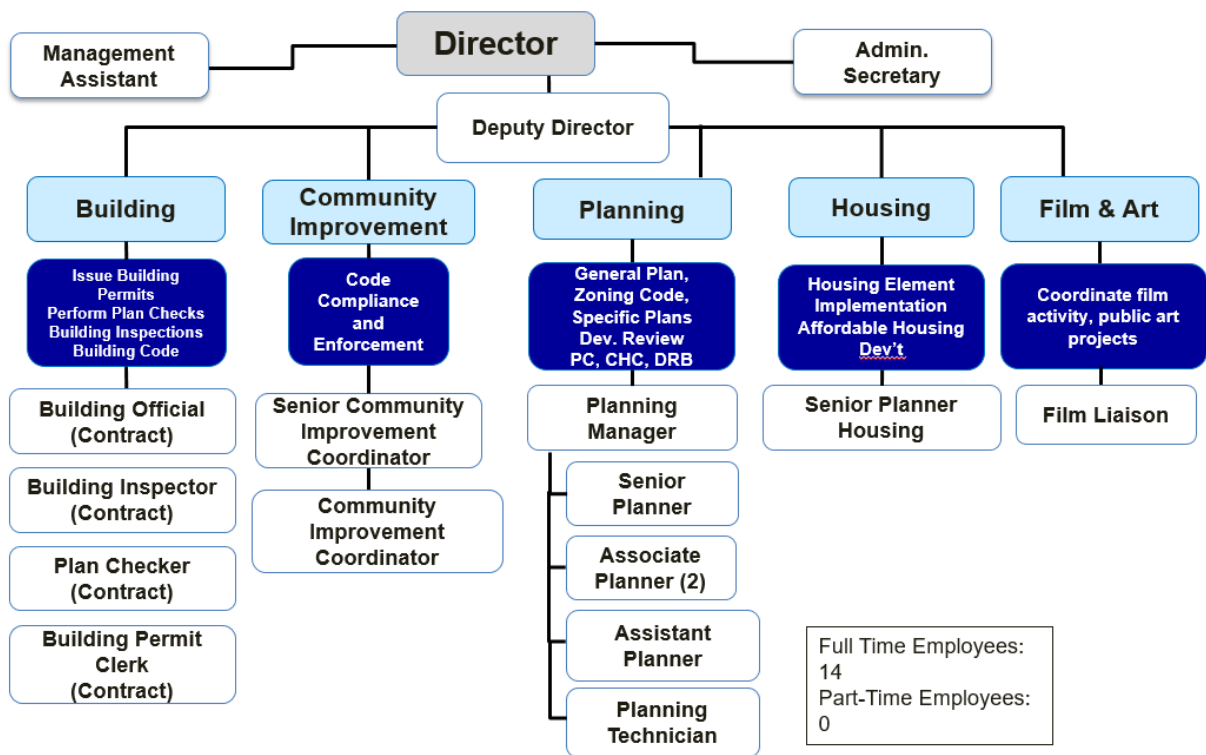 Director
Management
Assistant
Admin.
Secretary
Deputy Director
Building
Community
Improvement
Planning
Housing
Film & Art
Issue Building
Permits
Perform Plan Checks
Building Inspections
Building Code
Code
Compliance
and
Enforcement
General Plan,
Zoning Code,
Specific Plans
Dev. Review
PC, CHC, DRB
Housing Element
Implementation
Affordable Housing
Dev't
Coordinate film
activity, public art
projects
Building Official
(Contract)
Building Inspector
(Contract)
Plan Checker
(Contract)
Building Permit
Clerk
(Contract)
Senior Community
Improvement
Coordinator
Community
Improvement
Coordinator
Planning
Manager
Senior
Planner
Associate
Planner (2)
Assistant
Planner
Planning
Technician
Senior Planner
Housing
Film Liaison
Full Time Employees:
14
Part-Time Employees:
0